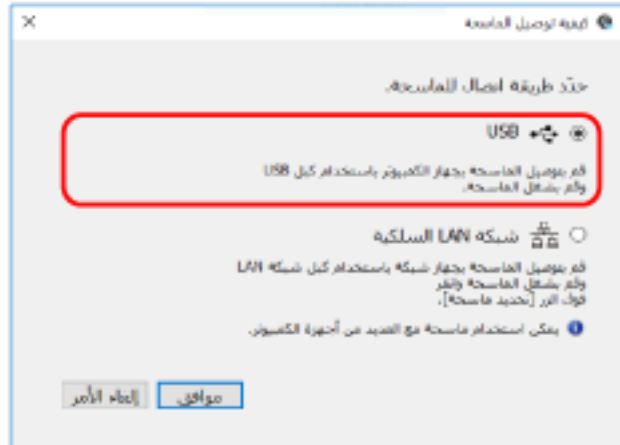 كيفية توصيل الماسحة
حدّد طريقة اتصال للماسحة.
USB
قم بتوصيل الماسحة بجهاز الكمبيوتر باستخدام كبل USB
وقم بتشغيل الماسحة.
شبكة LAN السلكية
قم بتوصيل الماسحة بجهاز شبكة باستخدام كبل شبكة LAN
وقم بتشغيل الماسحة وانقر
فوق الزر [تحديد ماسحة].
يمكن استخدام ماسحة مع العديد من أجهزة الكمبيوتر.
موافق
إلغاء الأمر